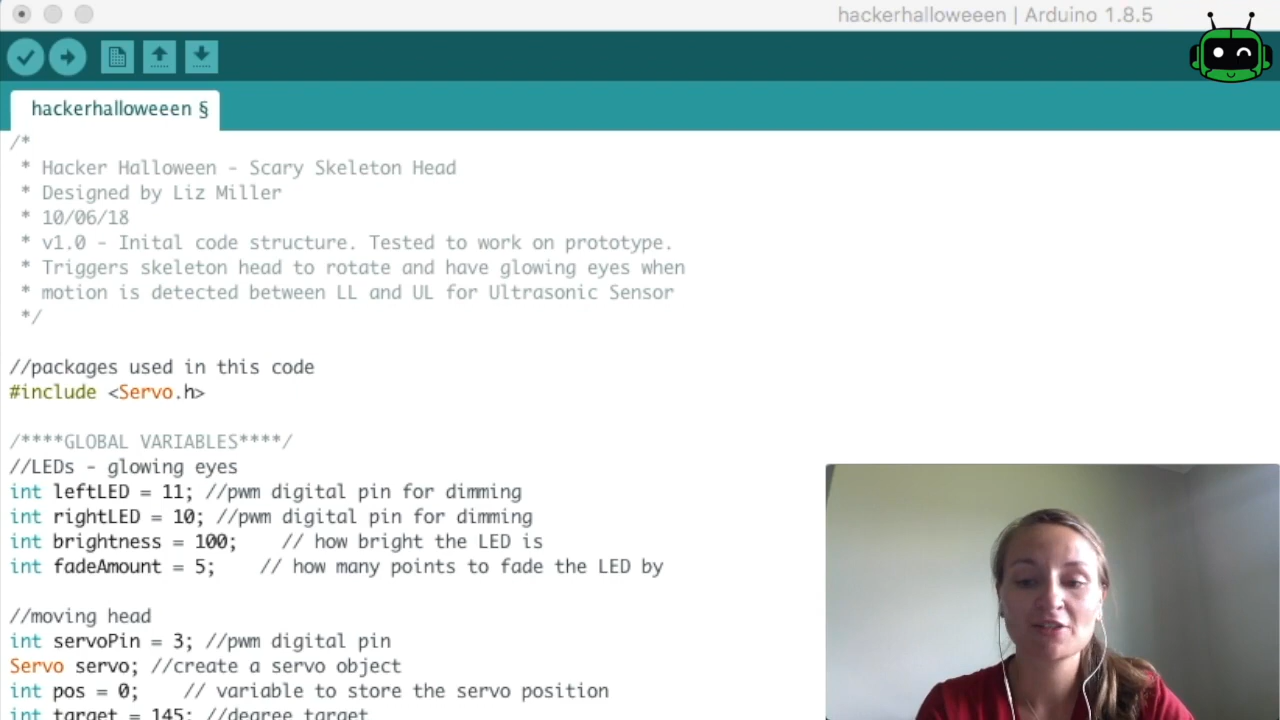 hackerhalloweeen | Arduino 1.8.5
hackerhalloweeen §
/*
* Hacker Halloween - Scary Skeleton Head
* Designed by Liz Miller
* 10/06/18
* v1.0 - Inital code structure. Tested to work on prototype.
* Triggers skeleton head to rotate and have glowing eyes when
* motion is detected between LL and UL for Ultrasonic Sensor
*/
//packages used in this code
#include <Servo.h>
/****GLOBAL VARIABLES****/
//LEDs - glowing eyes
int leftLED = 11; //pwm digital pin for dimming
int rightLED = 10; //pwm digital pin for dimming
int brightness = 100;    // how bright the LED is
int fadeAmount = 5;    // how many points to fade the LED by
//moving head
int servoPin = 3; //pwm digital pin
Servo servo; //create a servo object
int pos = 0;    // variable to store the servo position
int target = 145; //degree target